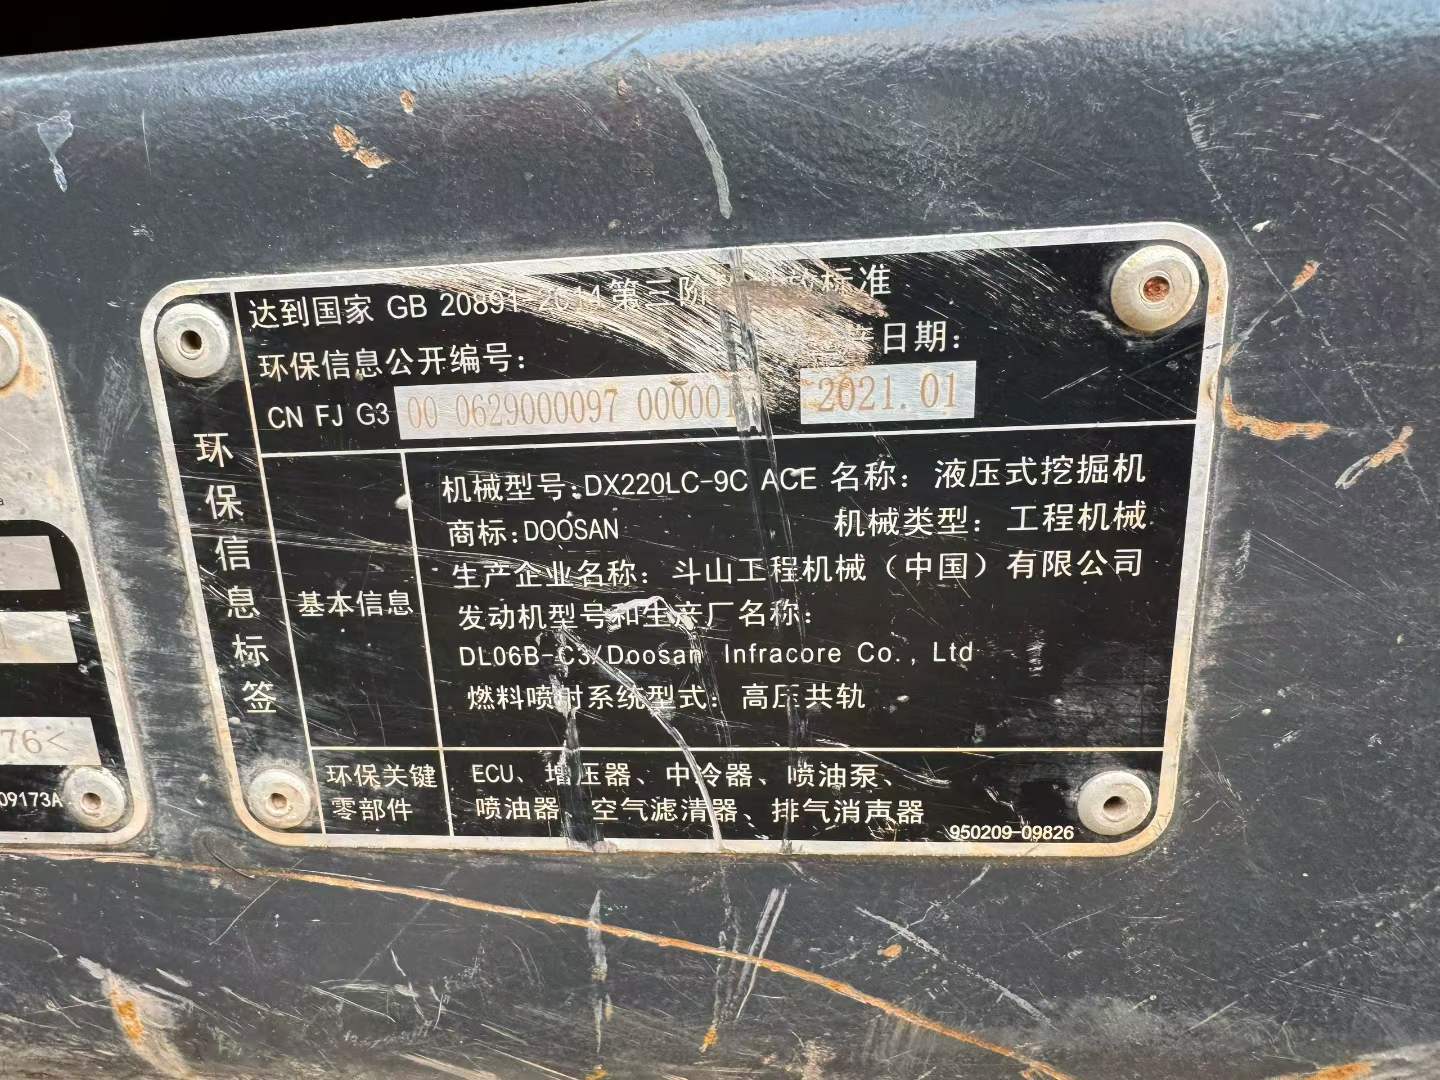 达到国家 GB 20891-2014 第三阶 标准
环保信息公开编号:
日期:
CN FJ G3 00 0629000097 000001
2021.01
环保信息标签
基本信息
机械型号:DX220LC-9C ACE 名称: 液压式挖掘机
商标:DOOSAN 机械类型: 工程机械
生产企业名称: 斗山工程机械（中国）有限公司
发动机型号和生产厂名称:
DL06B-C3/Doosan Infracore Co., Ltd
燃料喷射系统型式: 高压共轨
环保关键
零部件
ECU、增压器、中冷器、喷油泵、
喷油器、空气滤清器、排气消声器
950209-09826
76<
09173A